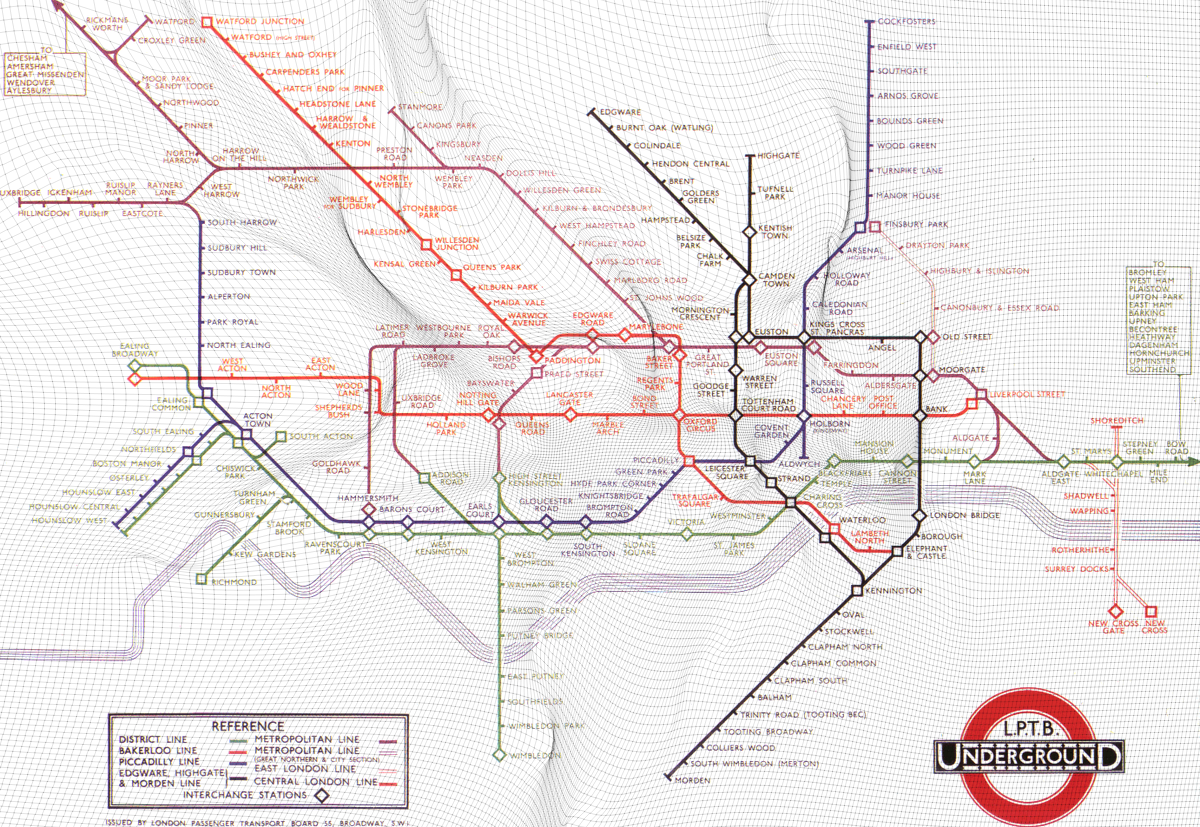 RICKMANS
WORTH
WATFORD
CROXLEY GREEN
TO
CHESHAM
AMERSHAM
GREAT MISSENDEN
WENDOVER
AYLESBURY
MOOR PARK
& SANDY LODGE
NORTHWOOD
PINNER
NORTH
HARROW
HARROW
ON THE HILL
WATFORD JUNCTION
WATFORD (HIGH STREET)
BUSHEY AND OXHEY
CARPENDERS PARK
HATCH END FOR PINNER
HEADSTONE LANE
HARROW &
WEALDSTONE
KENTON
PRESTON
ROAD
NORTHWICK
PARK
STANMORE
CANONS PARK
KINGSBURY
NEASDEN
WEMBLEY
PARK
DOLLIS HILL
WILLESDEN GREEN
KILBURN & BRONDESBURY
WEST HAMPSTEAD
FINCHLEY ROAD
SWISS COTTAGE
MARLBORO ROAD
ST. JOHNS WOOD
UXBRIDGE
ICKENHAM
RUISLIP
MANOR
RAYNERS
LANE
HILLINGDON
RUISLIP
EASTCOTE
WEST
HARROW
SOUTH HARROW
SUDBURY HILL
SUDBURY TOWN
ALPERTON
PARK ROYAL
NORTH EALING
NORTH
WEMBLEY
WEMBLEY
FOR SUDBURY
STONEBRIDGE
PARK
HARLESDEN
WILLESDEN
JUNCTION
KENSAL GREEN
QUEENS PARK
KILBURN PARK
MAIDA VALE
WARWICK
AVENUE
EDGWARE
BURNT OAK (WATLING)
COLINDALE
HENDON CENTRAL
BRENT
GOLDERS
GREEN
HAMPSTEAD
BELSIZE
PARK
CHALK
FARM
HIGHGATE
TUFNELL
PARK
KENTISH
TOWN
CAMDEN
TOWN
MORNINGTON
CRESCENT
COCKFOSTERS
ENFIELD WEST
SOUTHGATE
ARNOS GROVE
BOUNDS GREEN
WOOD GREEN
TURNPIKE LANE
MANOR HOUSE
FINSBURY PARK
ARSENAL
(HIGHBURY HILL)
HOLLOWAY
ROAD
CALEDONIAN
ROAD
DRAYTON PARK
HIGHBURY & ISLINGTON
CANONBURY & ESSEX ROAD
OLD STREET
TO
BROMLEY
WEST HAM
PLAISTOW
UPTON PARK
EAST HAM
BARKING
UPNEY
BECONTREE
HEATHWAY
DAGENHAM
HORNCHURCH
UPMINSTER
SOUTHEND
EALING
BROADWAY
WEST
ACTON
NORTH
ACTON
EAST
ACTON
WOOD
LANE
SHEPHERDS
BUSH
LATIMER
ROAD
WESTBOURNE
PARK
ROYAL
OAK
LADBROKE
GROVE
BISHOPS
ROAD
EDGWARE
ROAD
MARYLEBONE
PADDINGTON
PRAED STREET
BAYSWATER
BAKER
STREET
GREAT
PORTLAND
ST.
EUSTON
EUSTON
SQUARE
KINGS CROSS
ST. PANCRAS
ANGEL
FARRINGDON
ALDERSGATE
MOORGATE
LIVERPOOL STREET
UXBRIDGE
ROAD
HOLLAND
PARK
NOTTING
HILL GATE
QUEENS
ROAD
LANCASTER
GATE
MARBLE
ARCH
BOND
STREET
REGENTS
PARK
OXFORD
CIRCUS
WARREN
STREET
GOODGE
STREET
TOTTENHAM
COURT ROAD
RUSSELL
SQUARE
HOLBORN
(KINGSWAY)
CHANCERY
LANE
POST
OFFICE
BANK
EALING
COMMON
ACTON
TOWN
SOUTH EALING
NORTHFIELDS
BOSTON MANOR
OSTERLEY
HOUNSLOW EAST
HOUNSLOW CENTRAL
HOUNSLOW WEST
SOUTH ACTON
CHISWICK
PARK
TURNHAM
GREEN
GUNNERSBURY
KEW GARDENS
RICHMOND
STAMFORD
BROOK
RAVENSCOURT
PARK
GOLDHAWK
ROAD
HAMMERSMITH
BARONS COURT
WEST
KENSINGTON
ADDISON
ROAD
EARLS
COURT
HIGH STREET
KENSINGTON
GLOUCESTER
ROAD
SOUTH
KENSINGTON
BROMPTON
ROAD
KNIGHTSBRIDGE
HYDE PARK CORNER
GREEN PARK
PICCADILLY
SLOANE
SQUARE
VICTORIA
ST. JAMES
PARK
WESTMINSTER
TRAFALGAR
SQUARE
LEICESTER
SQUARE
COVENT
GARDEN
ALDWYCH
STRAND
CHARING
CROSS
TEMPLE
BLACKFRIARS
MANSION
HOUSE
CANNON
STREET
MONUMENT
MARK
LANE
ALDGATE
ALDGATE
EAST
ST. MARYS
WHITECHAPEL
STEPNEY
GREEN
BOW
ROAD
MILE
END
SHOREDITCH
SHADWELL
WAPPING
ROTHERHITHE
SURREY DOCKS
NEW CROSS
GATE
NEW
CROSS
WATERLOO
LAMBETH
NORTH
LONDON BRIDGE
BOROUGH
ELEPHANT
& CASTLE
KENNINGTON
OVAL
STOCKWELL
CLAPHAM NORTH
CLAPHAM COMMON
CLAPHAM SOUTH
BALHAM
TRINITY ROAD (TOOTING BEC)
TOOTING BROADWAY
COLLIERS WOOD
SOUTH WIMBLEDON (MERTON)
MORDEN
WEST
BROMPTON
WALHAM GREEN
PARSONS GREEN
PUTNEY BRIDGE
EAST PUTNEY
SOUTHFIELDS
WIMBLEDON PARK
WIMBLEDON
REFERENCE
DISTRICT LINE
BAKERLOO LINE
PICCADILLY LINE
EDGWARE, HIGHGATE
& MORDEN LINE
METROPOLITAN LINE
METROPOLITAN LINE
(GREAT NORTHERN & CITY SECTION)
EAST LONDON LINE
CENTRAL LONDON LINE
INTERCHANGE STATIONS
ISSUED BY LONDON PASSENGER TRANSPORT BOARD 55, BROADWAY, S.W.1
L.P.T.B.
UNDERGROUND